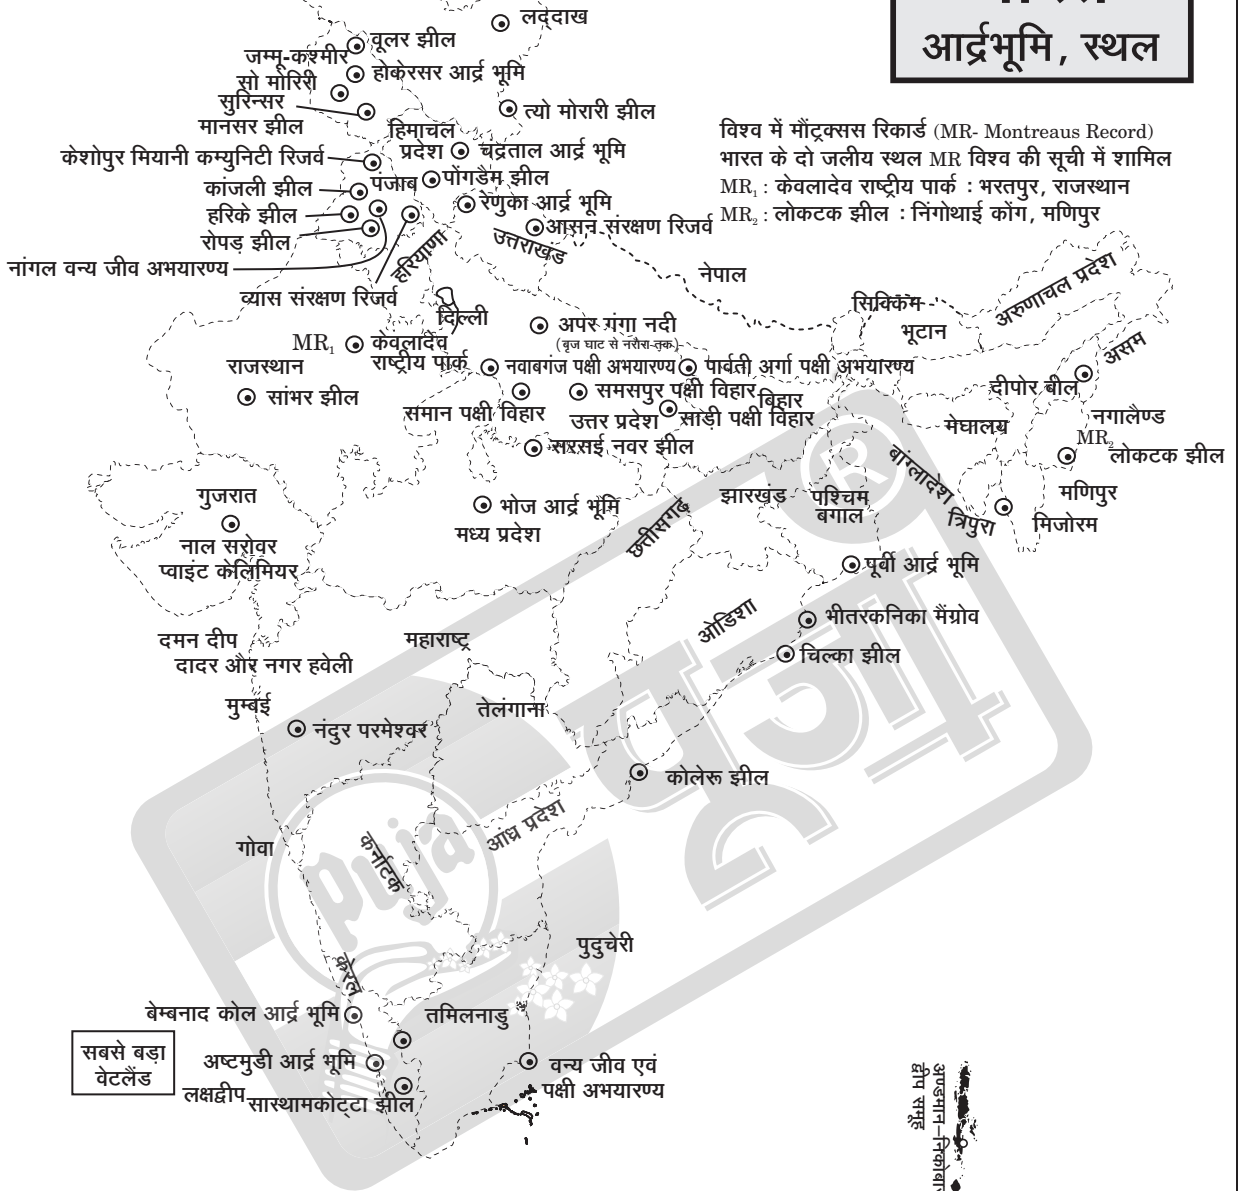 आर्द्रभूमि, स्थल
लद्दाख
वूलर झील
जम्मू-कश्मीर
होकेरसर आर्द्र भूमि
सो मोरिरी
सुरिन्सर
मानसर झील
त्यो मोरारी झील
विश्व में मौंट्रक्सस रिकार्ड (MR- Montreaus Record)
भारत के दो जलीय स्थल MR विश्व की सूची में शामिल
MR₁ : केवलादेव राष्ट्रीय पार्क : भरतपुर, राजस्थान
MR₂ : लोकटक झील : निंगोथाई कोंग, मणिपुर
हिमाचल
प्रदेश
चद्रताल आर्द्र भूमि
केशोपुर मियानी कम्युनिटी रिजर्व
पंजाब
पोंगडैम झील
कांजली झील
रेणुका आर्द्र भूमि
हरिके झील
आसन संरक्षण रिजर्व
रोपड़ झील
उत्तराखंड
हरियाणा
नांगल वन्य जीव अभयारण्य
नेपाल
व्यास संरक्षण रिजर्व
दिल्ली
सिक्किम
भूटान
अरुणाचल प्रदेश
असम
अपर गंगा नदी
(बृज घाट से नरौरा तक)
MR₁
केवलादेव
राष्ट्रीय पार्क
राजस्थान
नवाबगंज पक्षी अभयारण्य
पार्वती अर्गा पक्षी अभयारण्य
सांभर झील
समसपुर पक्षी विहार
बिहार
दीपोर बील
समान पक्षी विहार
उत्तर प्रदेश
साड़ी पक्षी विहार
मेघालय
नगालैण्ड
MR₂
लोकटक झील
सरसई नवर झील
बांग्लादेश
मणिपुर
गुजरात
भोज आर्द्र भूमि
झारखंड
पश्चिम
बगाल
त्रिपुरा
मिजोरम
नाल सरोवर
मध्य प्रदेश
छत्तीसगढ़
प्वाइंट केलिमियर
पूर्वी आर्द्र भूमि
ओडिशा
भीतरकनिका मैंग्रोव
दमन दीप
महाराष्ट्र
चिल्का झील
दादर और नगर हवेली
मुम्बई
तेलंगाना
नंदुर परमेश्वर
कोलेरू झील
आंध्र प्रदेश
गोवा
कर्नाटक
पुदुचेरी
केरल
बेम्बनाद कोल आर्द्र भूमि
तमिलनाडु
सबसे बड़ा
वेटलैंड
अष्टमुडी आर्द्र भूमि
वन्य जीव एवं
पक्षी अभयारण्य
लक्षद्वीप
सास्थामकोट्टा झील
अण्डमान–निकोबार
द्वीप समूह
puja
पूजा
R